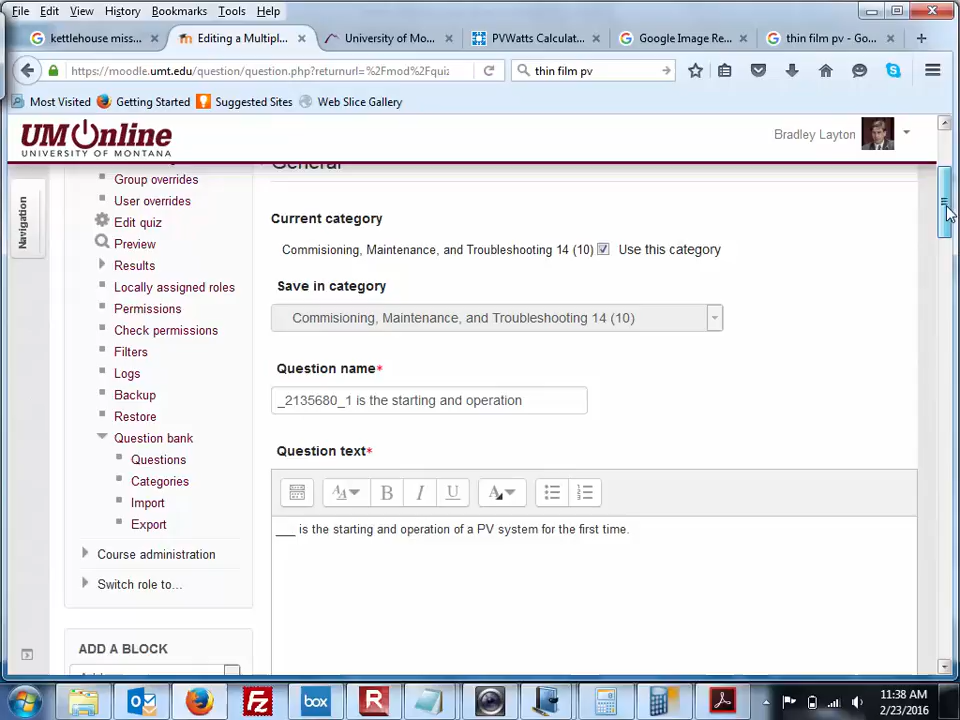 File Edit View History Bookmarks Tools Help
kettlehouse miss...
Editing a Multipl...
University of Mo...
PVWatts Calculat...
Google Image Re...
thin film pv - Go...
https://moodle.umt.edu/question/question.php?returnurl=%2Fmod%2Fquiz
thin film pv
Most Visited Getting Started Suggested Sites Web Slice Gallery
UMOnline
UNIVERSITY OF MONTANA
Bradley Layton
Navigation
Group overrides
User overrides
Edit quiz
Preview
Results
Locally assigned roles
Permissions
Check permissions
Filters
Logs
Backup
Restore
Question bank
Questions
Categories
Import
Export
Course administration
Switch role to...
ADD A BLOCK
General
Current category
Commisioning, Maintenance, and Troubleshooting 14 (10) Use this category
Save in category
Commisioning, Maintenance, and Troubleshooting 14 (10)
Question name*
_2135680_1 is the starting and operation
Question text*
___ is the starting and operation of a PV system for the first time.
box
R
11:38 AM
2/23/2016